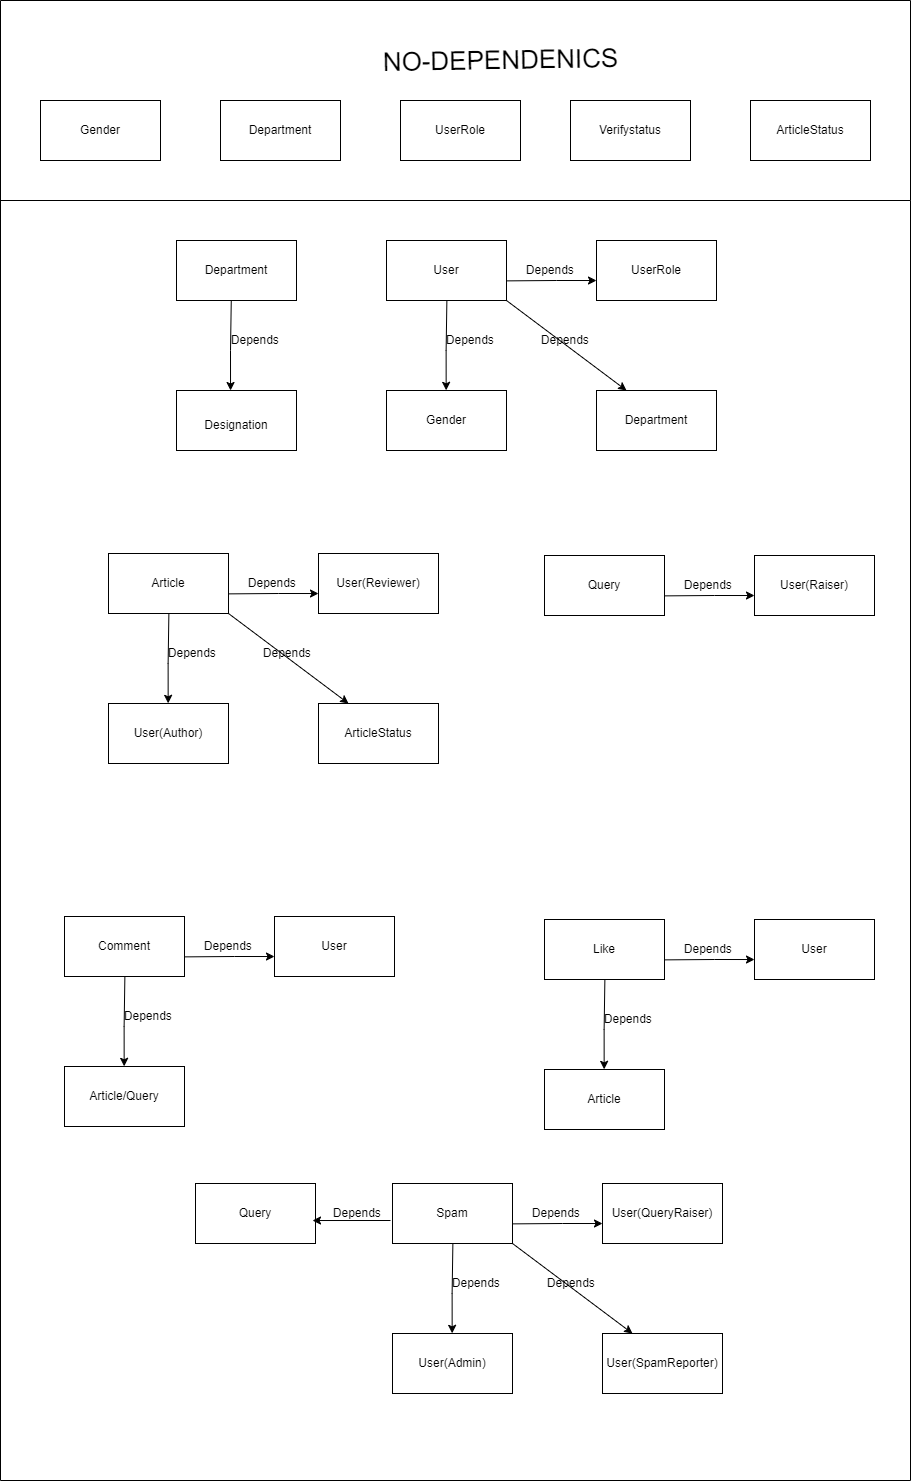 NO-DEPENDENICS
Gender
Department
UserRole
Verifystatus
ArticleStatus
Department
User
Depends
UserRole
Depends
Depends
Depends
Designation
Gender
Department
Article
Depends
User(Reviewer)
Query
Depends
User(Raiser)
Depends
Depends
User(Author)
ArticleStatus
Comment
Depends
User
Like
Depends
User
Depends
Depends
Article/Query
Article
Query
Depends
Spam
Depends
User(QueryRaiser)
Depends
Depends
User(Admin)
User(SpamReporter)